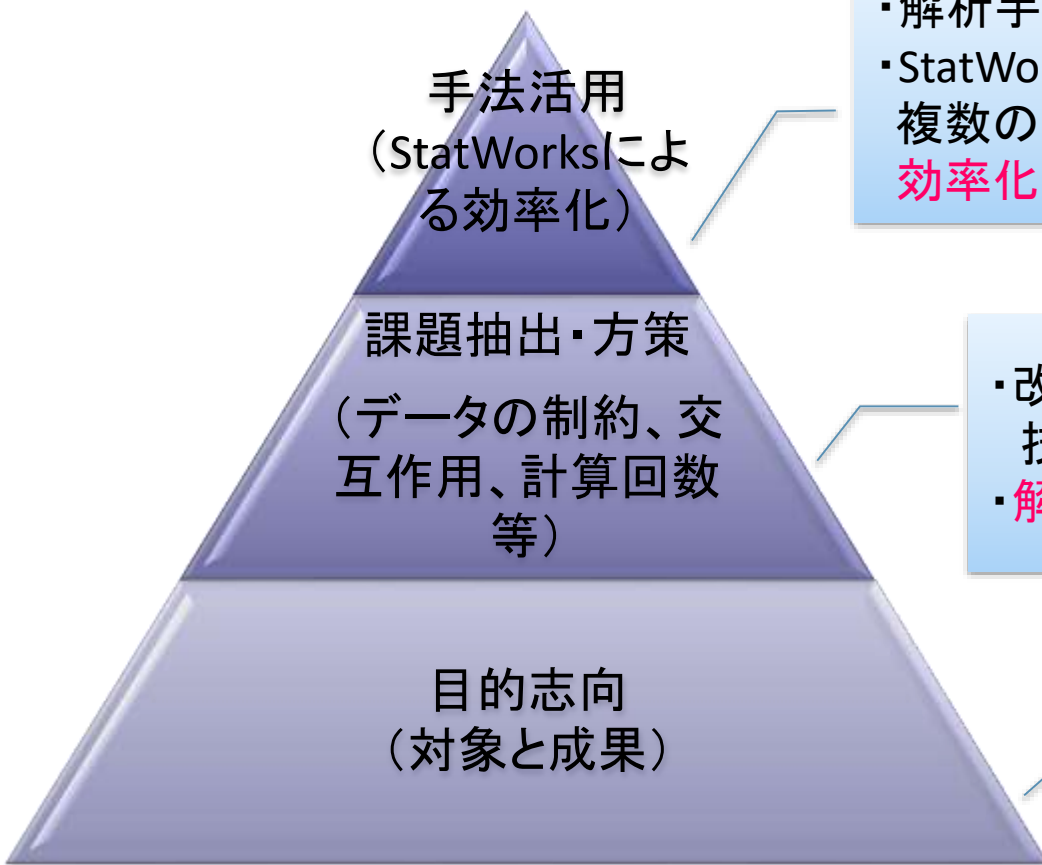 手法活用
（StatWorksによ
る効率化）
課題抽出・方策
（データの制約、交
互作用、計算回数
等）
目的志向
（対象と成果）
・解析手
・StatWo
複数の
効率化
・改
・解